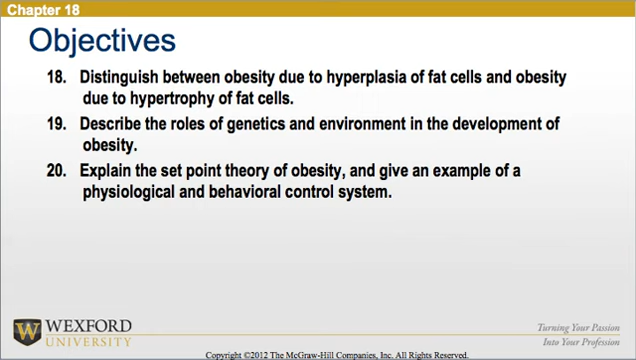 Chapter 18
Objectives
18. Distinguish between obesity due to hyperplasia of fat cells and obesity
due to hypertrophy of fat cells.
19. Describe the roles of genetics and environment in the development of
obesity.
20. Explain the set point theory of obesity, and give an example of a
physiological and behavioral control system.
W WEXFORD
UNIVERSITY
Turning Your Passion
Into Your Profession
Copyright ©2012 The McGraw-Hill Companies, Inc. All Rights Reserved.